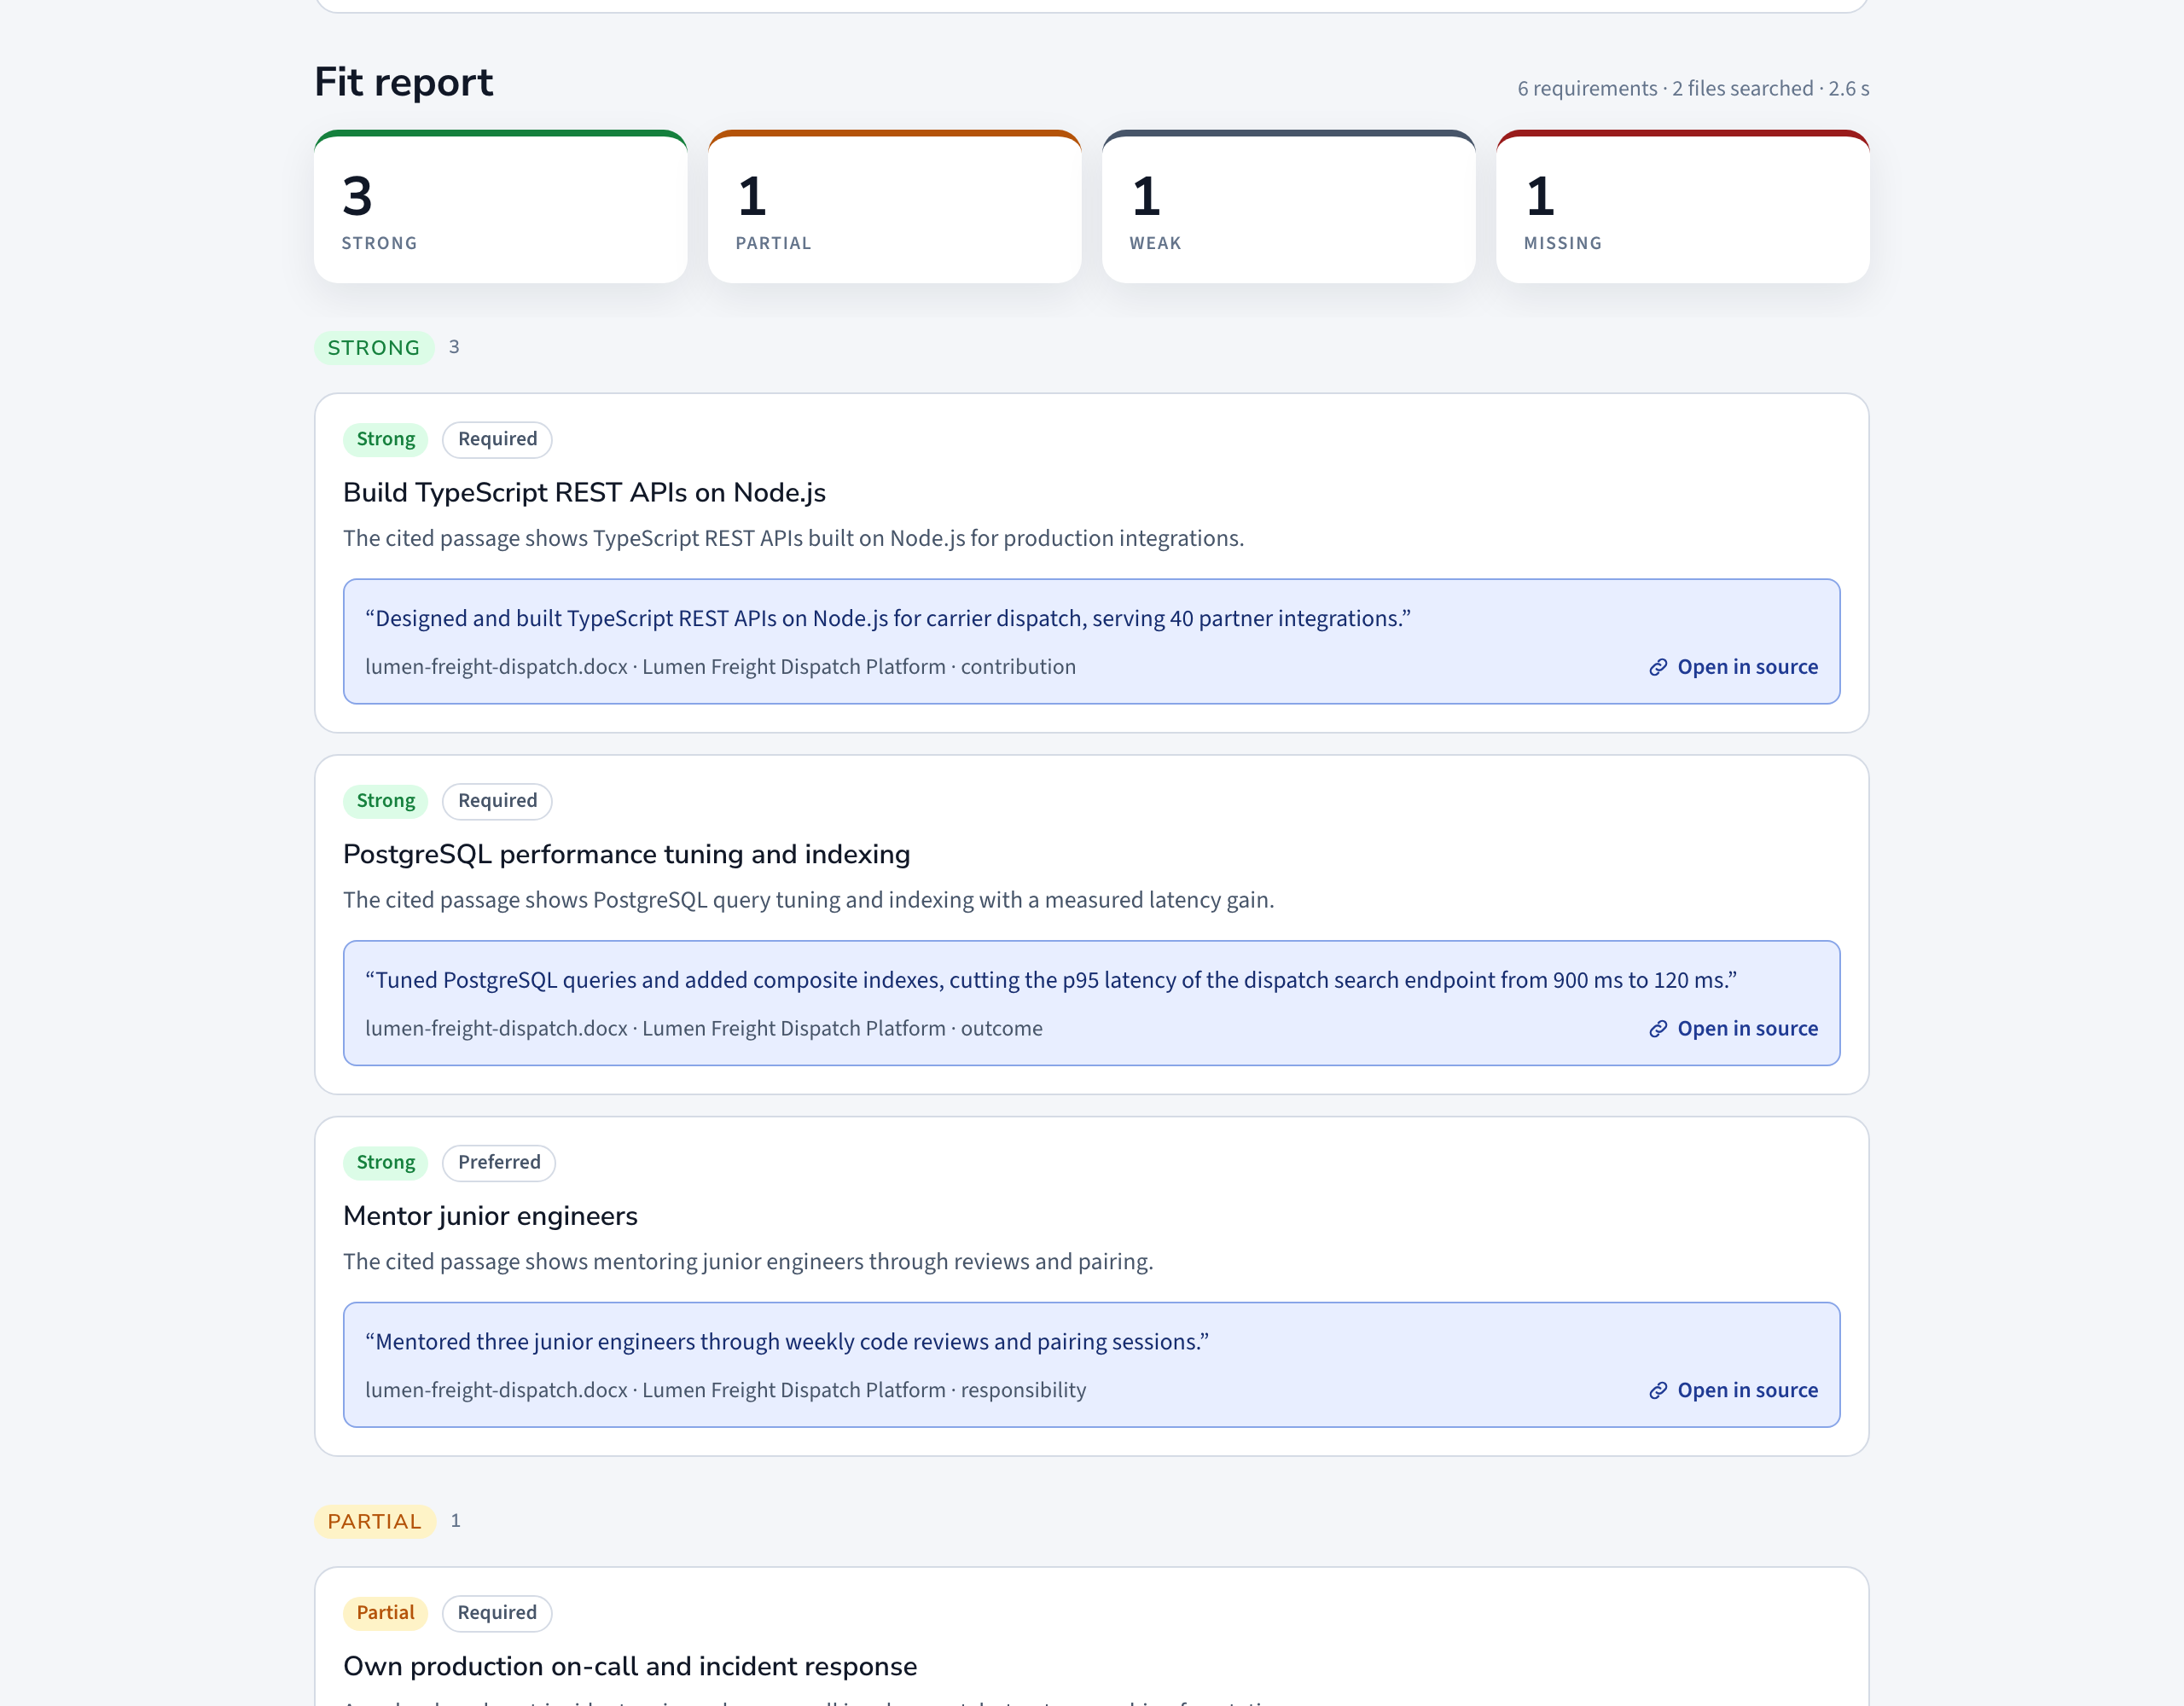 Fit report
6 requirements · 2 files searched · 2.6 s
3
STRONG
1
PARTIAL
1
WEAK
1
MISSING
STRONG 3
Strong Required
Build TypeScript REST APIs on Node.js
The cited passage shows TypeScript REST APIs built on Node.js for production integrations.
“Designed and built TypeScript REST APIs on Node.js for carrier dispatch, serving 40 partner integrations.”
lumen-freight-dispatch.docx · Lumen Freight Dispatch Platform · contribution
Open in source
Strong Required
PostgreSQL performance tuning and indexing
The cited passage shows PostgreSQL query tuning and indexing with a measured latency gain.
“Tuned PostgreSQL queries and added composite indexes, cutting the p95 latency of the dispatch search endpoint from 900 ms to 120 ms.”
lumen-freight-dispatch.docx · Lumen Freight Dispatch Platform · outcome
Open in source
Strong Preferred
Mentor junior engineers
The cited passage shows mentoring junior engineers through reviews and pairing.
“Mentored three junior engineers through weekly code reviews and pairing sessions.”
lumen-freight-dispatch.docx · Lumen Freight Dispatch Platform · responsibility
Open in source
PARTIAL 1
Partial Required
Own production on-call and incident response